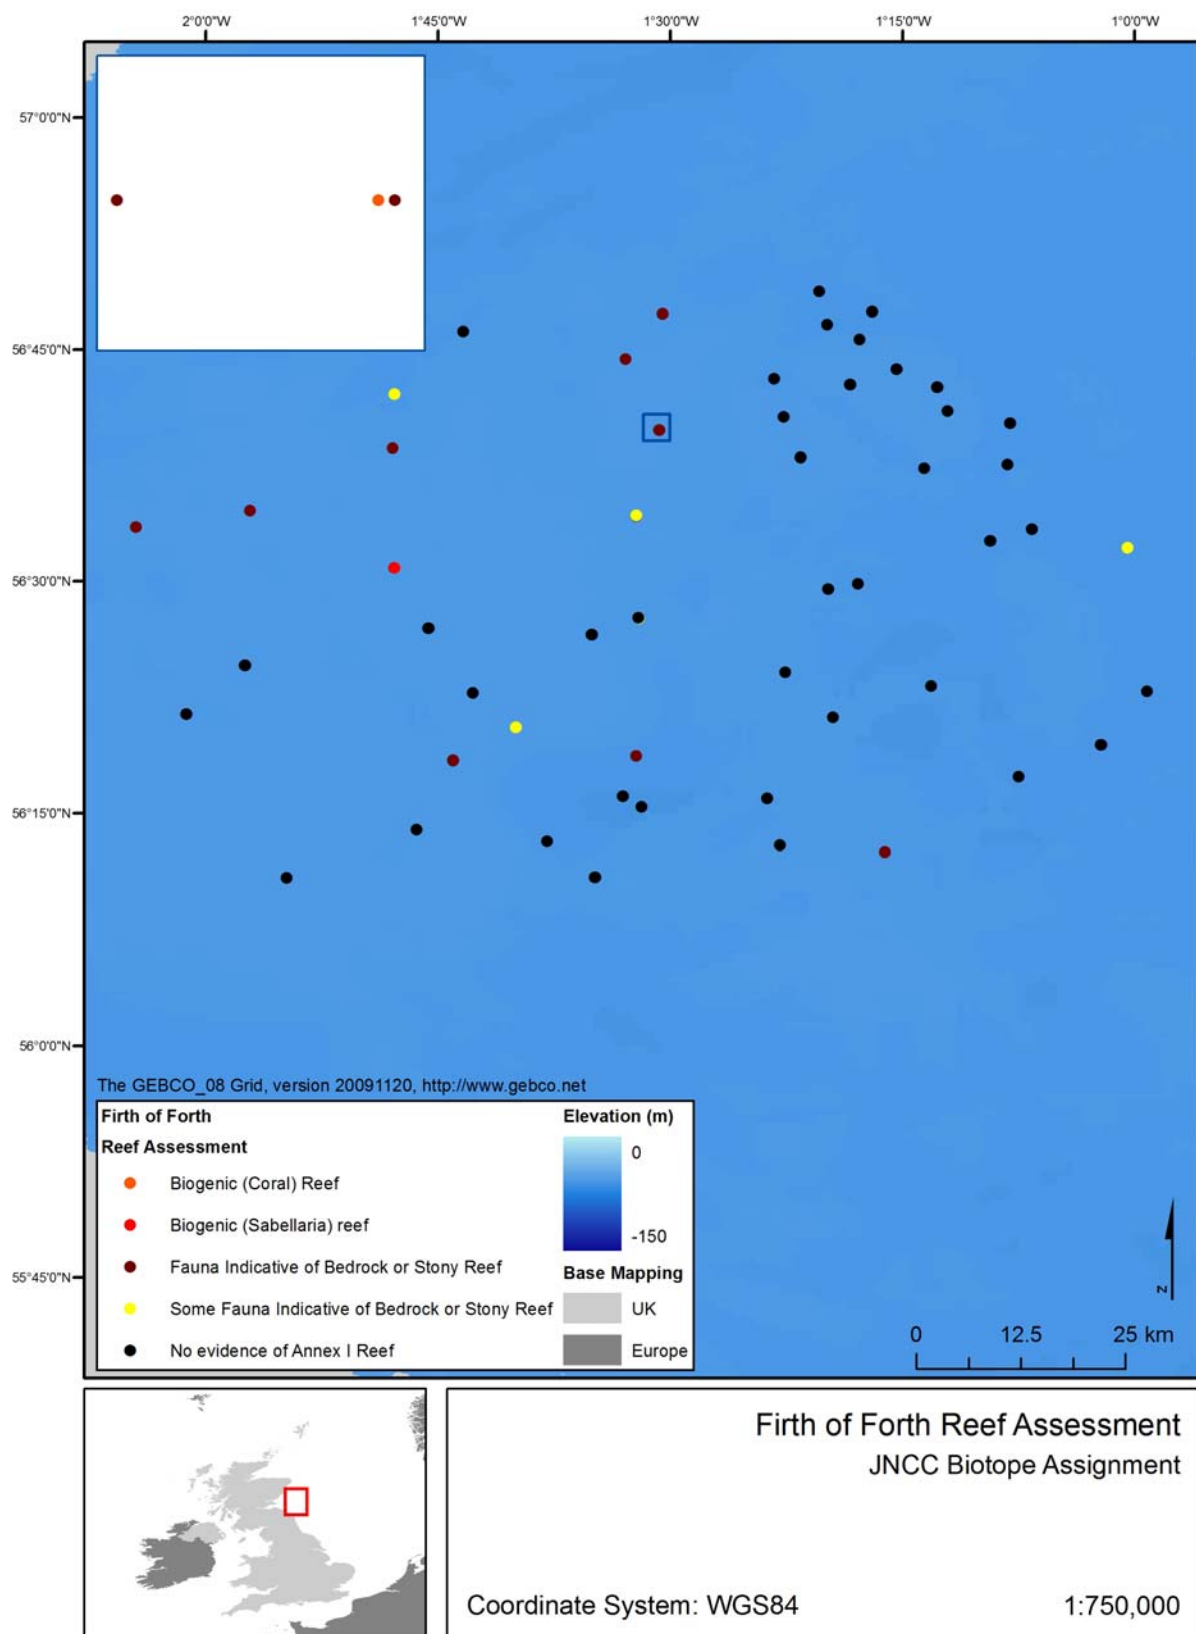 2°0'0"W 1°45'0"W 1°30'0"W 1°15'0"W 1°0'0"W
57°0'0"N
56°45'0"N
56°30'0"N
56°15'0"N
56°0'0"N
55°45'0"N
The GEBCO_08 Grid, version 20091120, http://www.gebco.net
Firth of Forth
Reef Assessment
Biogenic (Coral) Reef
Biogenic (Sabellaria) reef
Fauna Indicative of Bedrock or Stony Reef
Some Fauna Indicative of Bedrock or Stony Reef
No evidence of Annex I Reef
Elevation (m)
0
-150
Base Mapping
UK
Europe
N
0 12.5 25 km
Firth of Forth Reef Assessment
JNCC Biotope Assignment
Coordinate System: WGS84 1:750,000